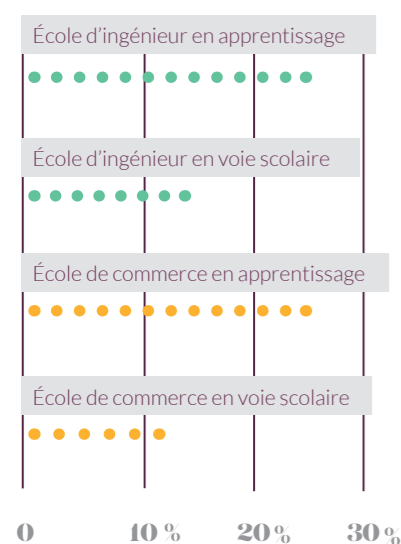 École d’ingénieur en apprentissage
École d’ingénieur en voie scolaire
École de commerce en apprentissage
École de commerce en voie scolaire
0 10 % 20 % 30 %